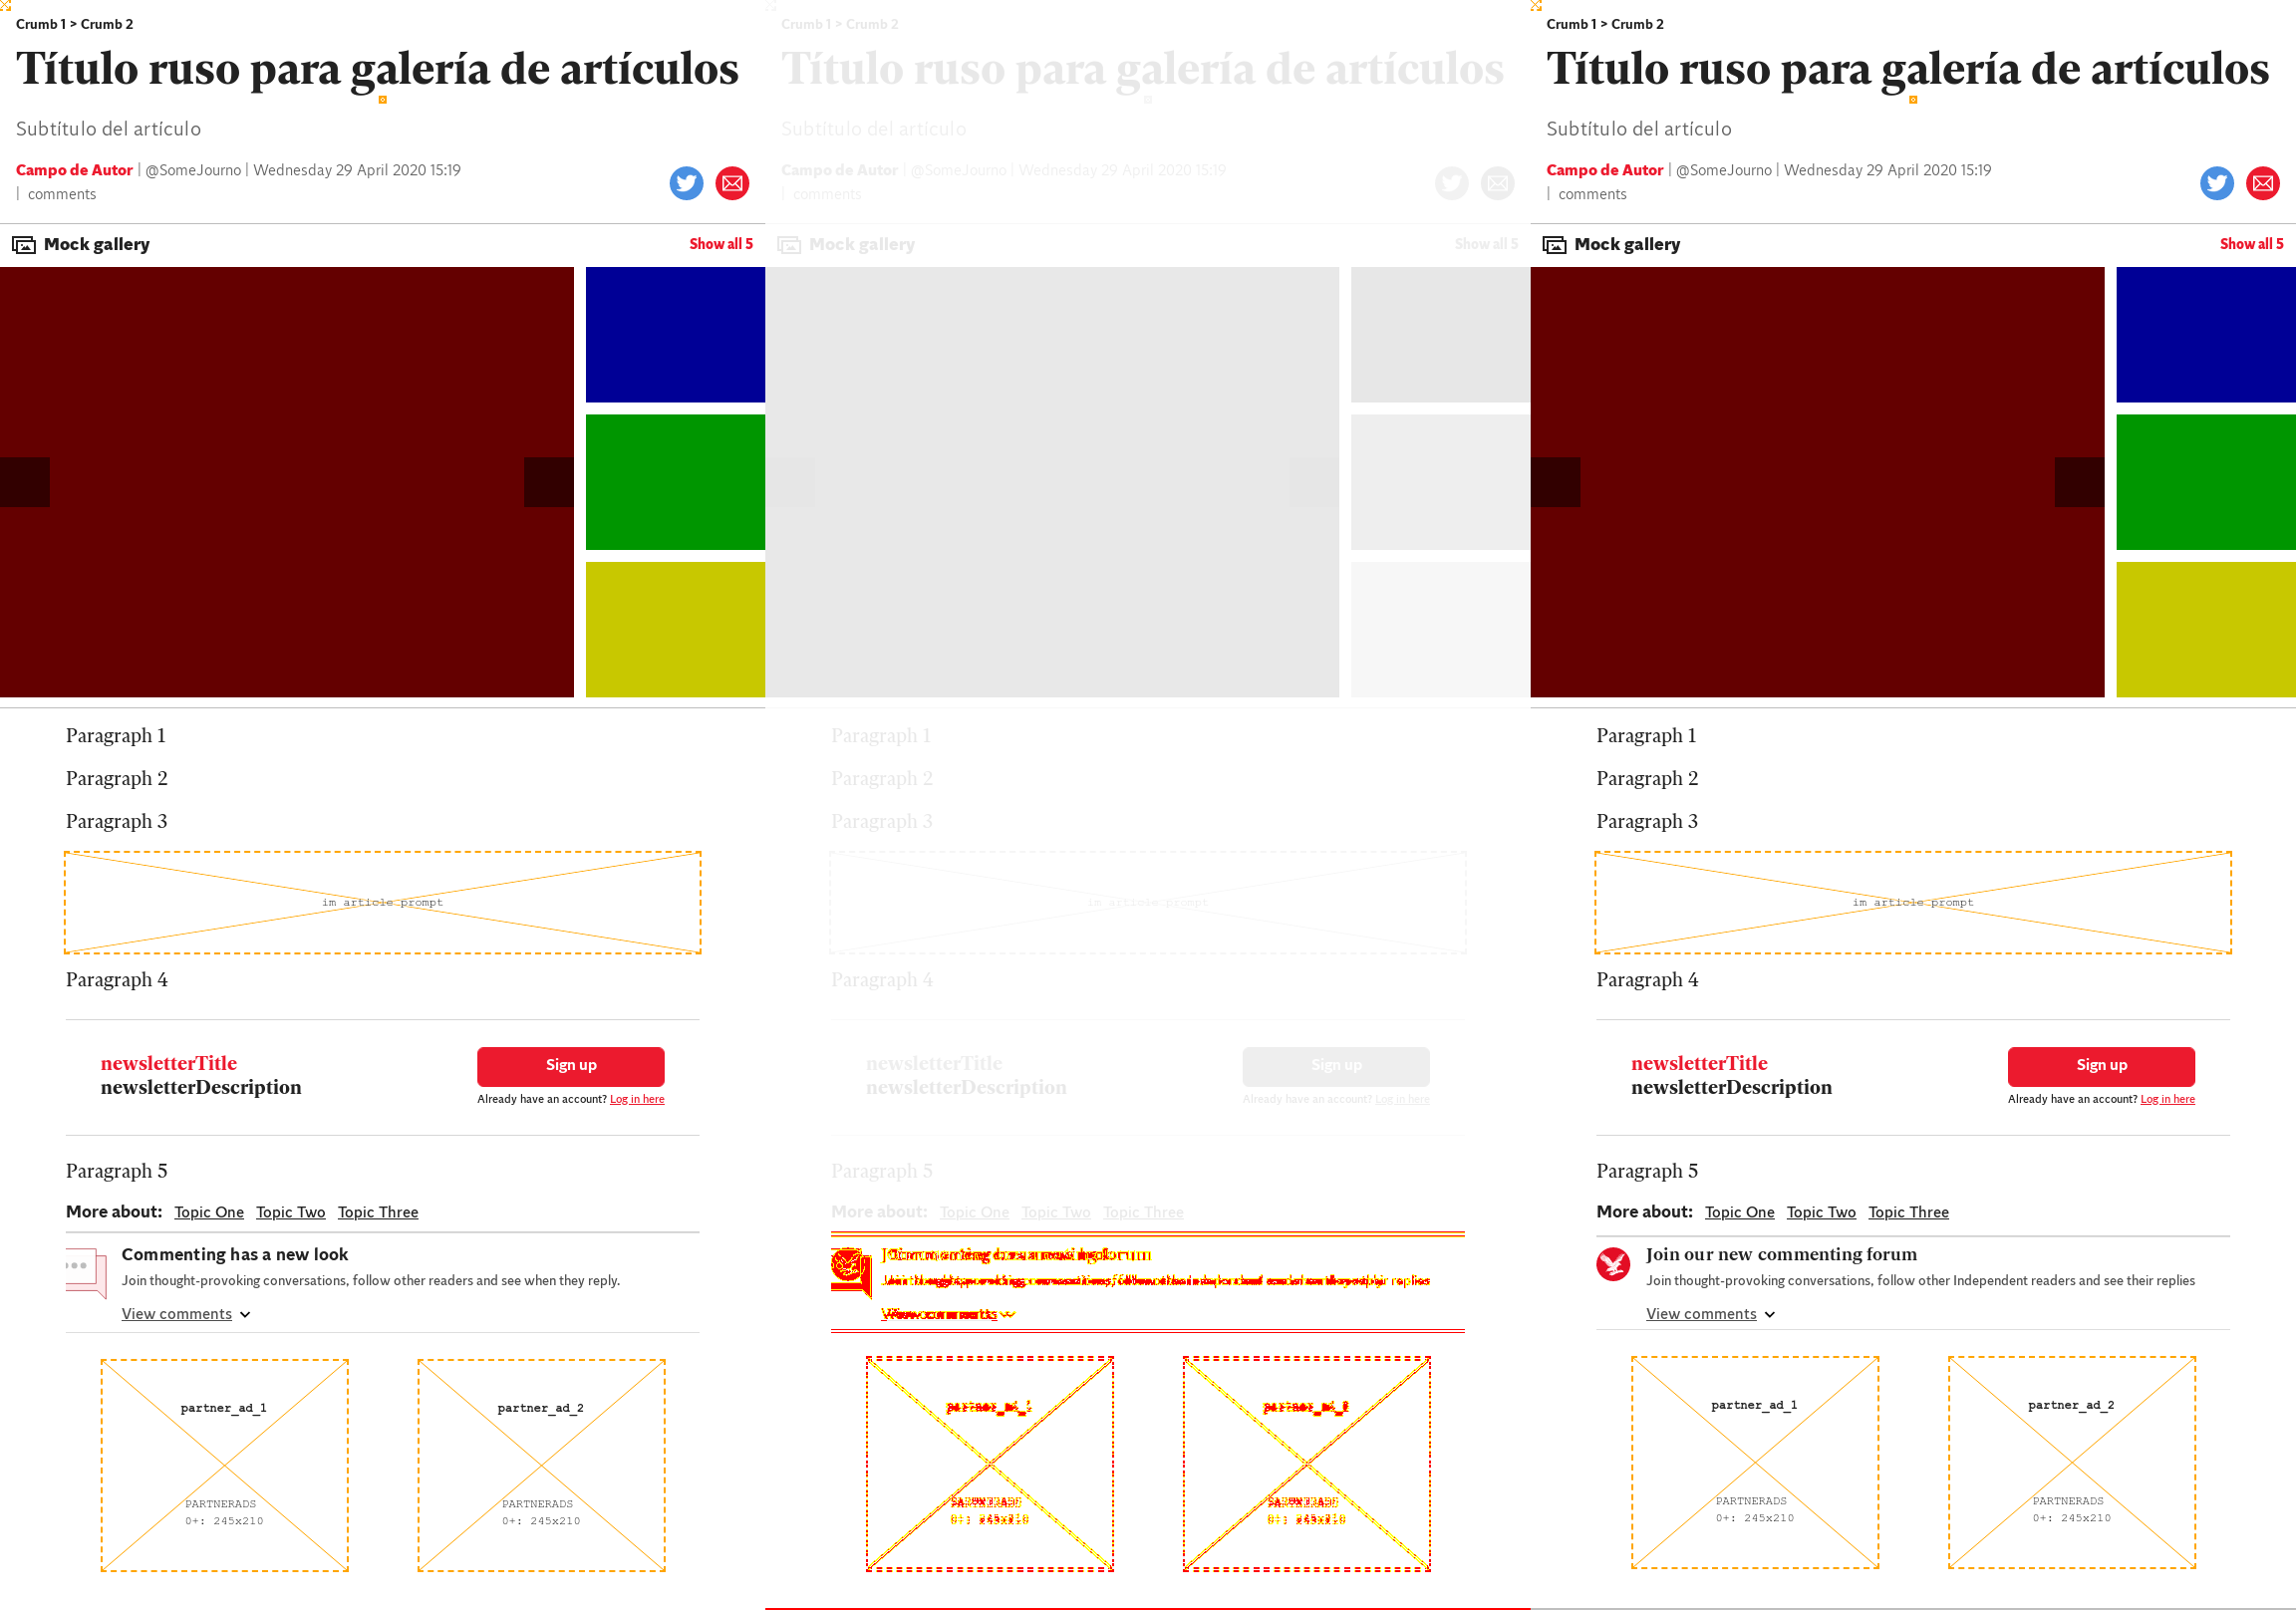 Crumb 1 > Crumb 2
Título ruso para galería de artículos
Subtítulo del artículo
Campo de Autor | @SomeJourno | Wednesday 29 April 2020 15:19
| comments
Mock gallery
Show all 5
Paragraph 1
Paragraph 2
Paragraph 3
im article prompt
Paragraph 4
newsletterTitle
newsletterDescription
Sign up
Already have an account? Log in here
Paragraph 5
More about: Topic One Topic Two Topic Three
Commenting has a new look
Join thought-provoking conversations, follow other readers and see when they reply.
View comments
partner_ad_1
PARTNERADS
0+: 245x210
partner_ad_2
PARTNERADS
0+: 245x210
Crumb 1 > Crumb 2
Título ruso para galería de artículos
Subtítulo del artículo
Campo de Autor | @SomeJourno | Wednesday 29 April 2020 15:19
| comments
Mock gallery
Show all 5
Paragraph 1
Paragraph 2
Paragraph 3
im article prompt
Paragraph 4
newsletterTitle
newsletterDescription
Sign up
Already have an account? Log in here
Paragraph 5
More about: Topic One Topic Two Topic Three
View comments
Crumb 1 > Crumb 2
Título ruso para galería de artículos
Subtítulo del artículo
Campo de Autor | @SomeJourno | Wednesday 29 April 2020 15:19
| comments
Mock gallery
Show all 5
Paragraph 1
Paragraph 2
Paragraph 3
im article prompt
Paragraph 4
newsletterTitle
newsletterDescription
Sign up
Already have an account? Log in here
Paragraph 5
More about: Topic One Topic Two Topic Three
Join our new commenting forum
Join thought-provoking conversations, follow other Independent readers and see their replies
View comments
partner_ad_1
PARTNERADS
0+: 245x210
partner_ad_2
PARTNERADS
0+: 245x210